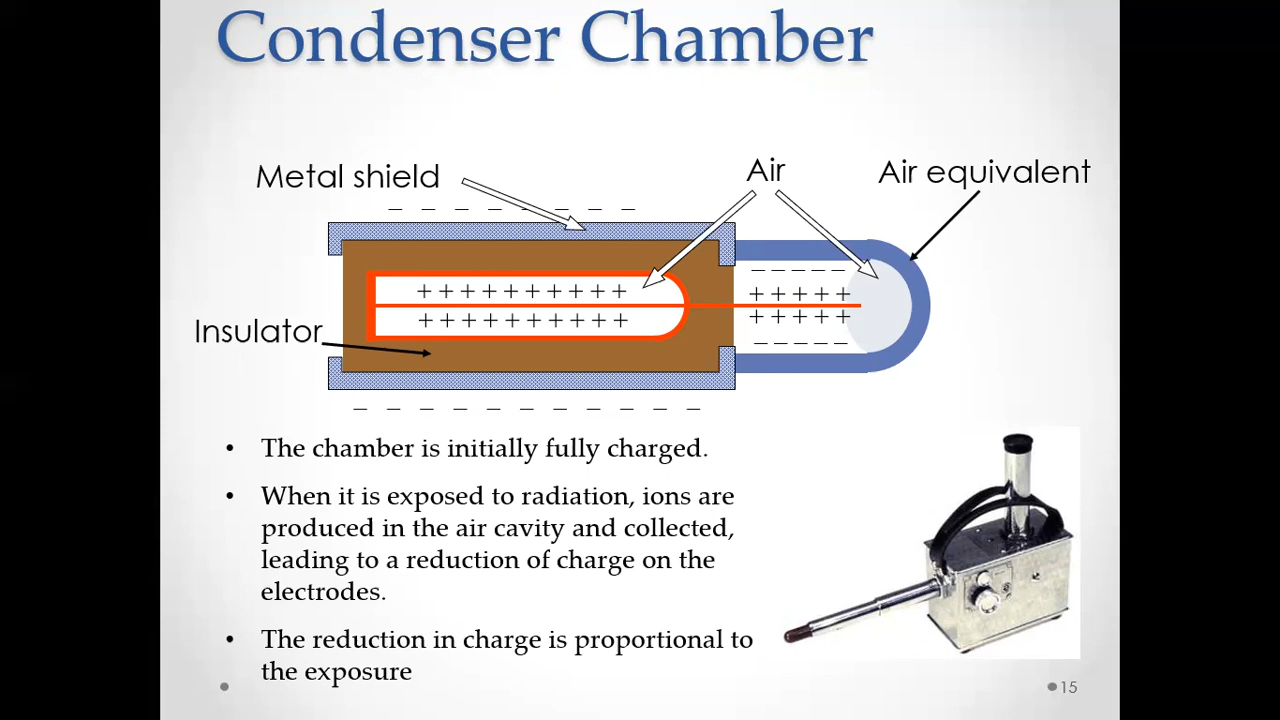 Condenser Chamber
Metal shield
Air
Air equivalent
– – – – – – – –
– – – – –
+ + + + + + + + + +
+ + + + +
+ + + + + + + + + +
+ + + + +
Insulator
– – – – –
– – – – – – – – – – –
• The chamber is initially fully charged.
• When it is exposed to radiation, ions are
produced in the air cavity and collected,
leading to a reduction of charge on the
electrodes.
• The reduction in charge is proportional to
the exposure
15